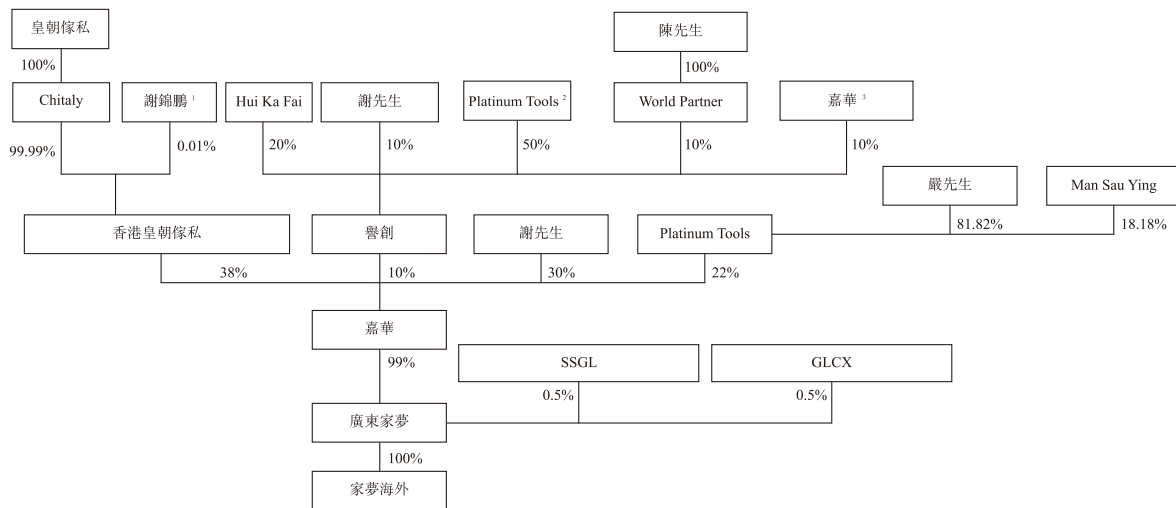 皇朝傢私
陳先生
100%
100%
Chitaly
謝錦鵬 1
Hui Ka Fai
謝先生
Platinum Tools 2
World Partner
嘉華 3
99.99%
0.01%
20%
10%
50%
10%
10%
嚴先生
Man Sau Ying
香港皇朝傢私
譽創
謝先生
Platinum Tools
81.82%
18.18%
38%
10%
30%
22%
嘉華
99%
SSGL
GLCX
0.5%
0.5%
廣東家夢
100%
家夢海外